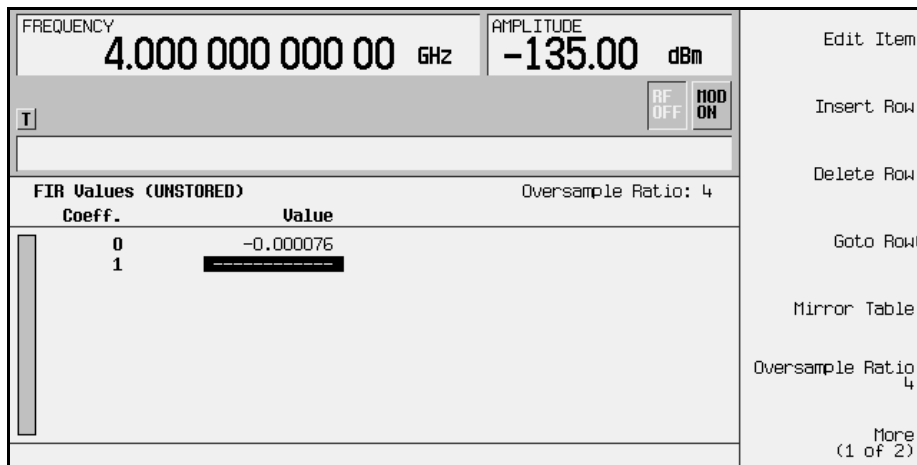 FREQUENCY
4.000 000 000 00 GHz
AMPLITUDE
-135.00 dBm
T
RF OFF
MOD ON
FIR Values (UNSTORED)
Oversample Ratio: 4
Coeff. Value
0 -0.000076
1 ------------
Edit Item
Insert Row
Delete Row
Goto Row
Mirror Table
Oversample Ratio
4
More
(1 of 2)